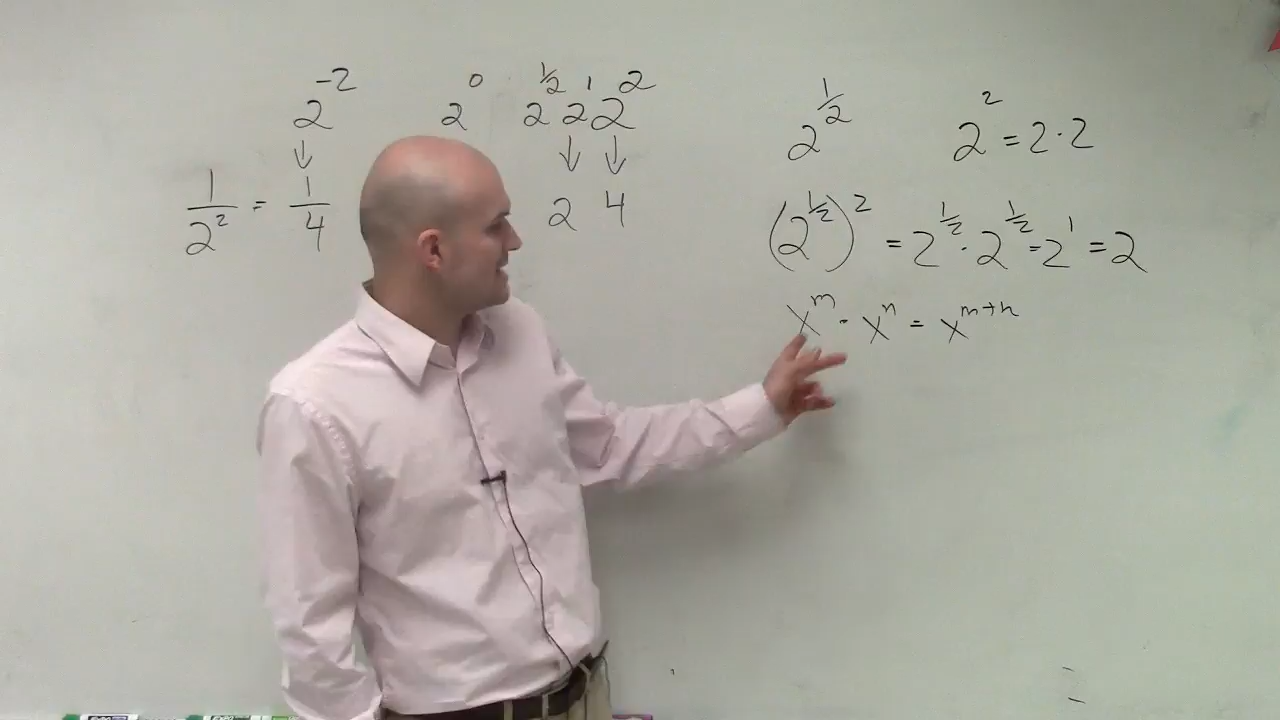 2^-2 2^0 2^1/2 2^1 2^2
↓ ↓ ↓
1/2^2 = 1/4 2 4
2^1/2 2^2 = 2 · 2
(2^1/2)^2 = 2^1/2 · 2^1/2 = 2^1 = 2
x^m · x^n = x^m+n